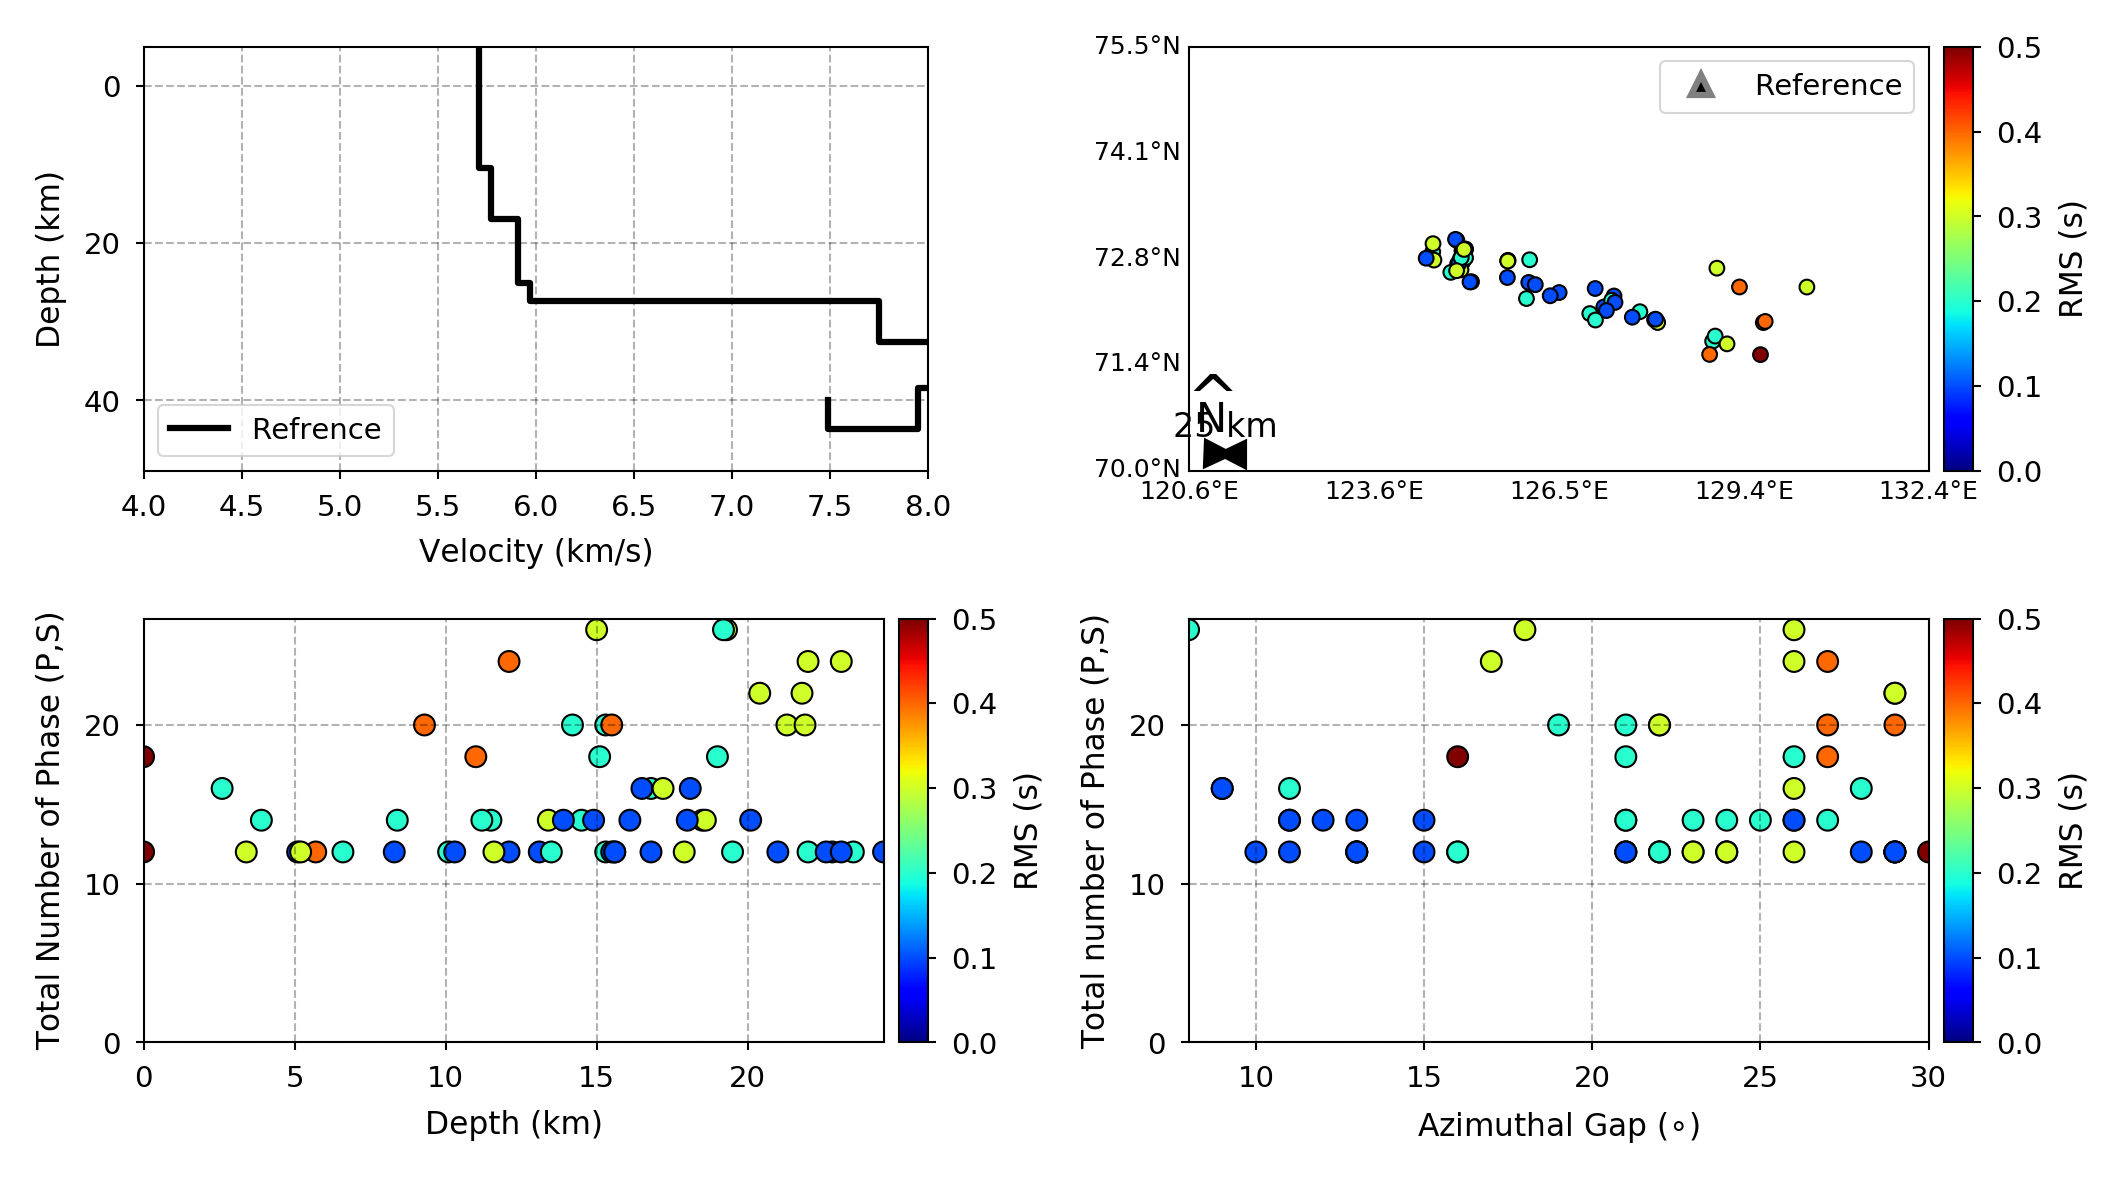 Depth (km)
0
20
40
Refrence
4.0 4.5 5.0 5.5 6.0 6.5 7.0 7.5 8.0
Velocity (km/s)
75.5°N
74.1°N
72.8°N
71.4°N
70.0°N
Reference
N
25 km
120.6°E 123.6°E 126.5°E 129.4°E 132.4°E
0.5
0.4
0.3
0.2
0.1
0.0
RMS (s)
Total Number of Phase (P,S)
20
10
0
0 5 10 15 20
Depth (km)
0.5
0.4
0.3
0.2
0.1
0.0
RMS (s)
Total number of Phase (P,S)
20
10
0
10 15 20 25 30
Azimuthal Gap (∘)
0.5
0.4
0.3
0.2
0.1
0.0
RMS (s)